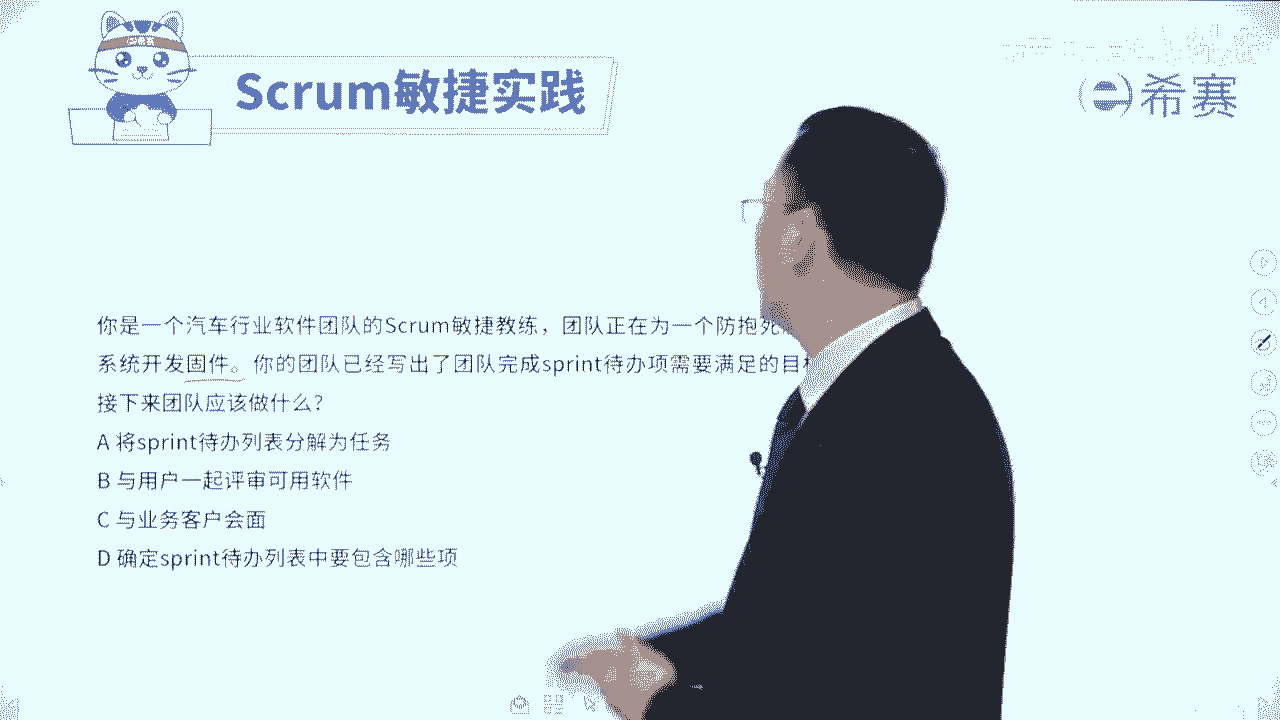 Scrum敏捷实践
希赛
你是一个汽车行业软件团队的Scrum敏捷教练，团队正在为一个防抱死
系统开发固件。你的团队已经写出了团队完成sprint待办项需要满足的目
接下来团队应该做什么？
A 将sprint待办列表分解为任务
B 与用户一起评审可用软件
C 与业务客户会面
D 确定sprint待办列表中要包含哪些项